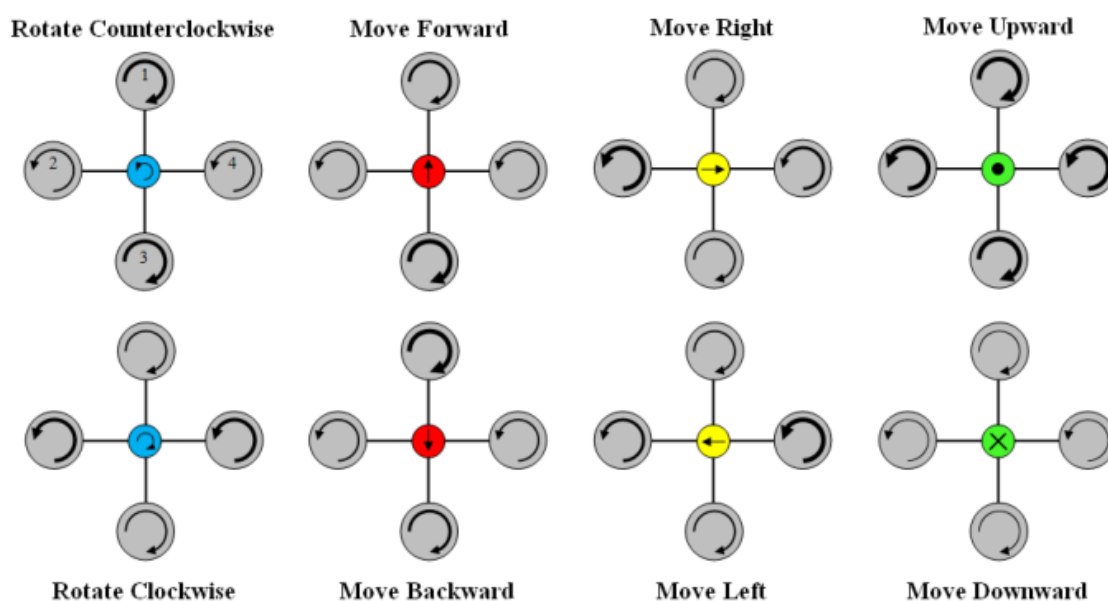 Rotate Counterclockwise Move Forward Move Right Move Upward
1
2 4
3
Rotate Clockwise Move Backward Move Left Move Downward